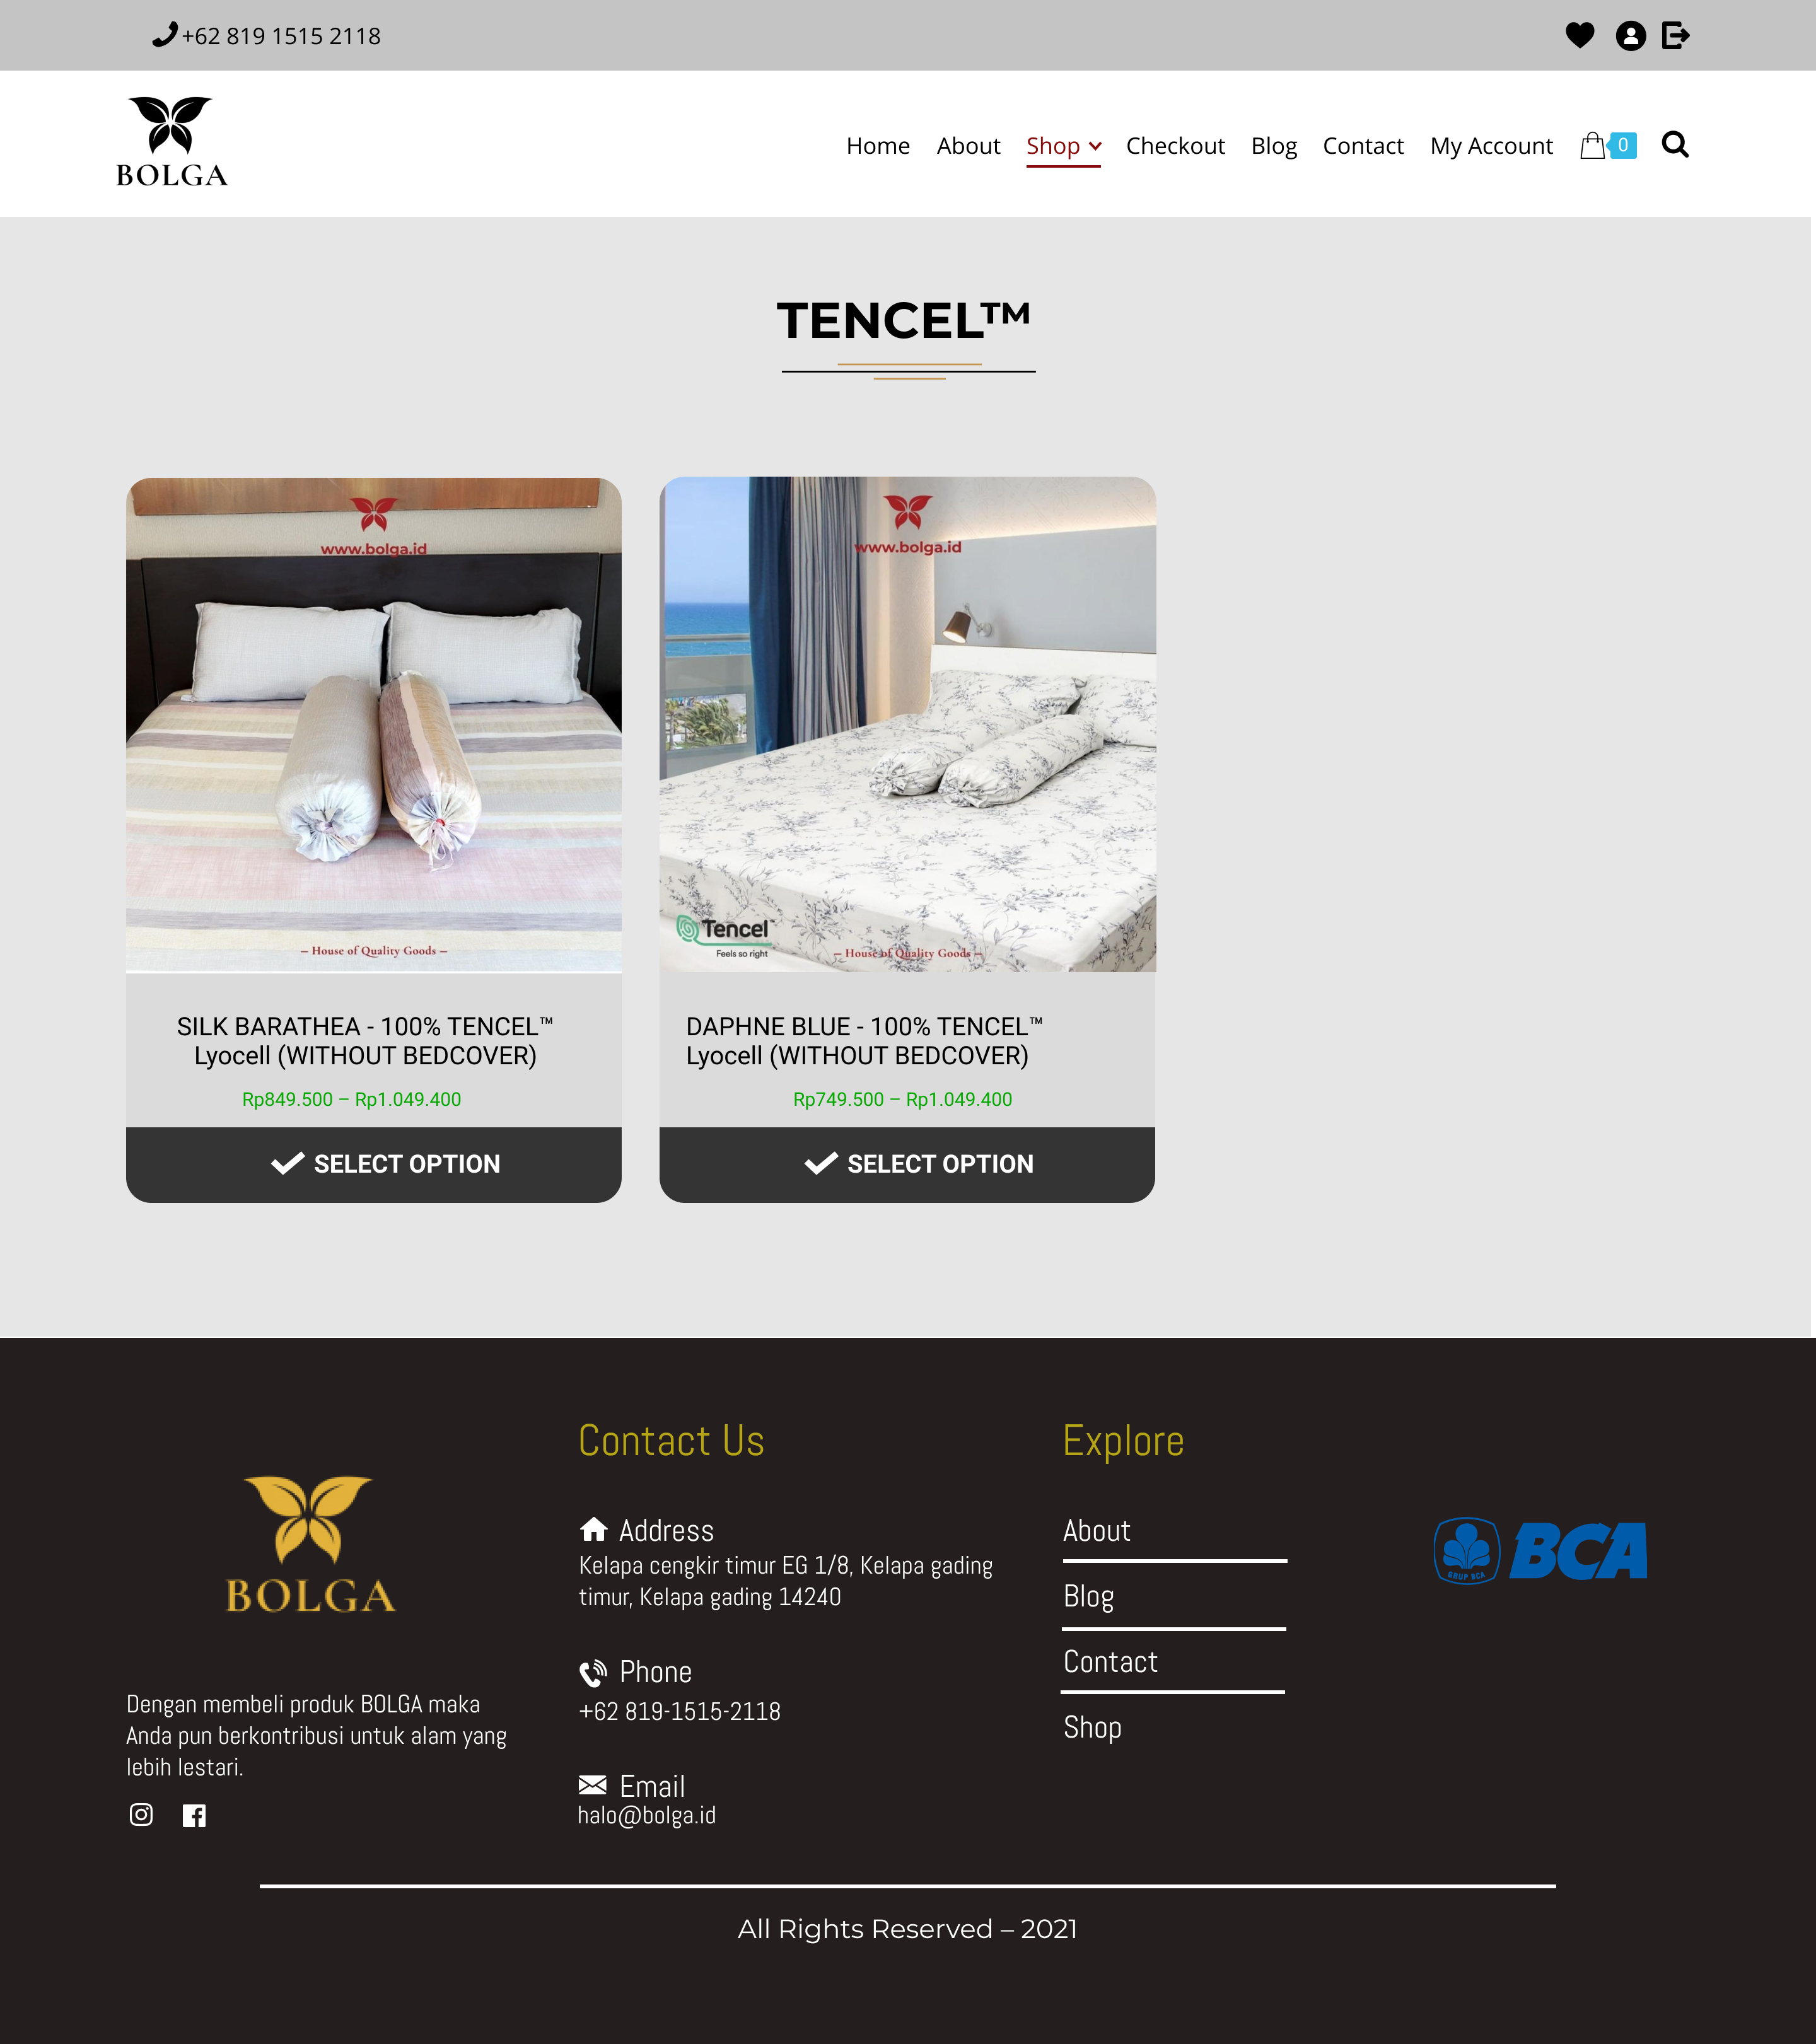 +62 819 1515 2118
BOLGA
Home About Shop Checkout Blog Contact My Account 0
TENCEL™
www.bolga.id
– House of Quality Goods –
SILK BARATHEA - 100% TENCEL™
Lyocell (WITHOUT BEDCOVER)
Rp849.500 – Rp1.049.400
SELECT OPTION
www.bolga.id
Tencel™
Feels so right
– House of Quality Goods –
DAPHNE BLUE - 100% TENCEL™
Lyocell (WITHOUT BEDCOVER)
Rp749.500 – Rp1.049.400
SELECT OPTION
BOLGA
Dengan membeli produk BOLGA maka
Anda pun berkontribusi untuk alam yang
lebih lestari.
Contact Us
Address
Kelapa cengkir timur EG 1/8, Kelapa gading
timur, Kelapa gading 14240
Phone
+62 819-1515-2118
Email
halo@bolga.id
Explore
About
Blog
Contact
Shop
GRUP BCA
BCA
All Rights Reserved – 2021